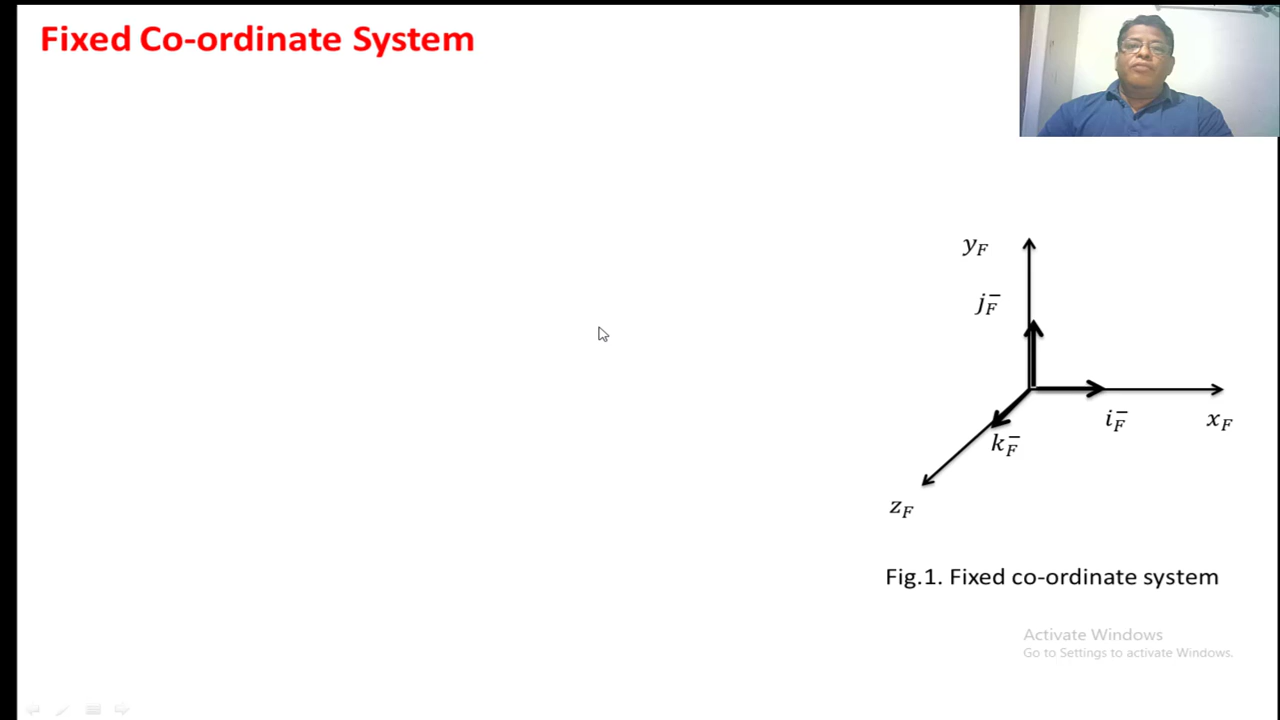 Fixed Co-ordinate System
y_F
j_F^−
i_F^−
x_F
k_F^−
z_F
Fig.1. Fixed co-ordinate system
Activate Windows
Go to Settings to activate Windows.